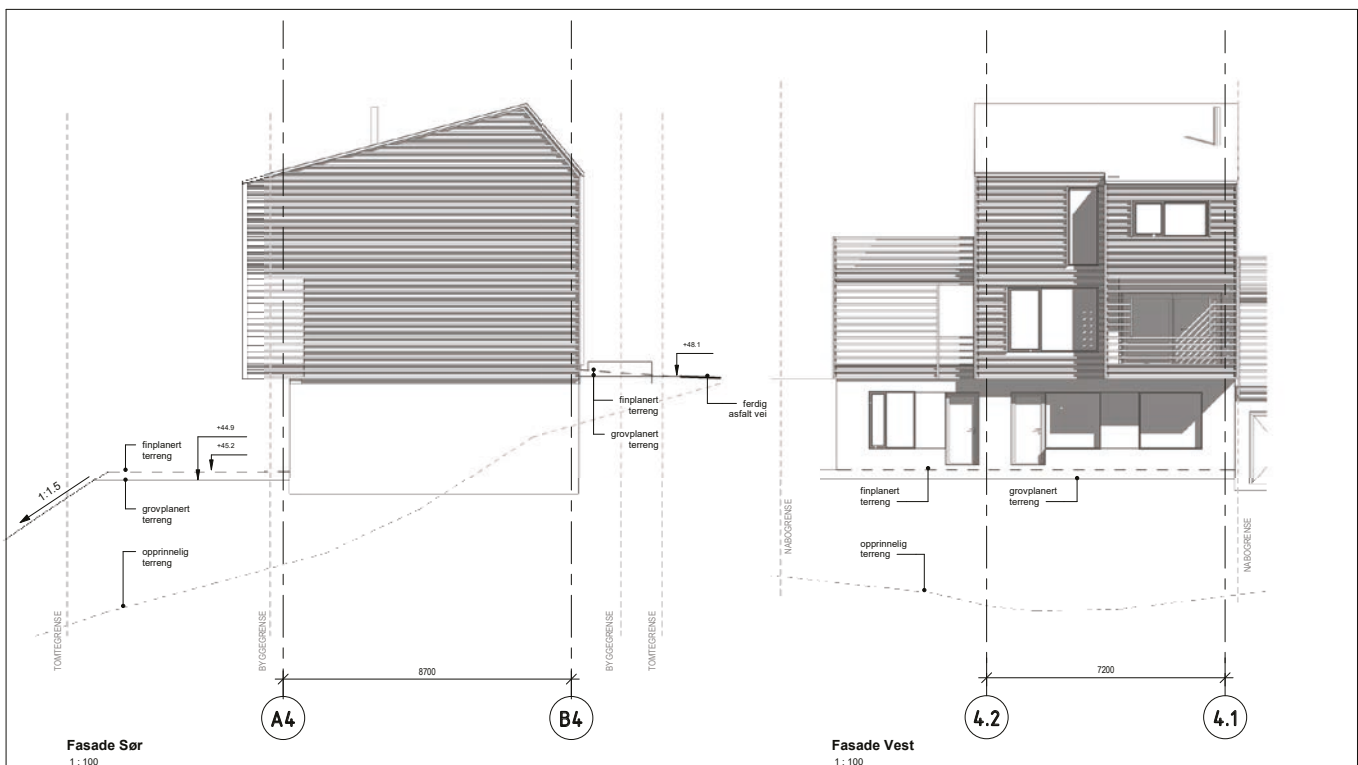 +48.1
finplanert
terreng
grovplanert
terreng
ferdig
asfalt vei
+44.9
+45.2
finplanert
terreng
1:1.5
grovplanert
terreng
opprinnelig
terreng
TOMTEGRENSE
BYGGEGRENSE
BYGGEGRENSE
TOMTEGRENSE
8700
A4
B4
Fasade Sør
1 : 100
NABOGRENSE
finplanert
terreng
grovplanert
terreng
opprinnelig
terreng
NABOGRENSE
7200
4.2
4.1
Fasade Vest
1 : 100